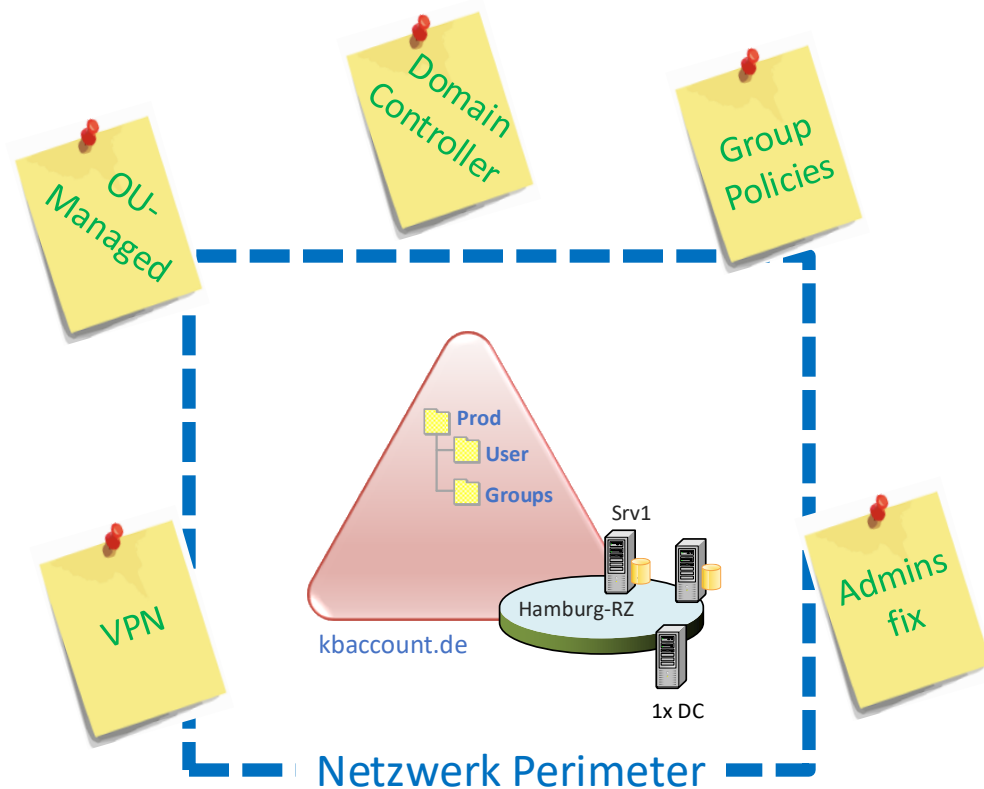 Domain
Controller
Group
Policies
OU-
Managed
Prod
User
Groups
Srv1
Hamburg-RZ
kbaccount.de
1x DC
VPN
Admins
fix
Netzwerk Perimeter